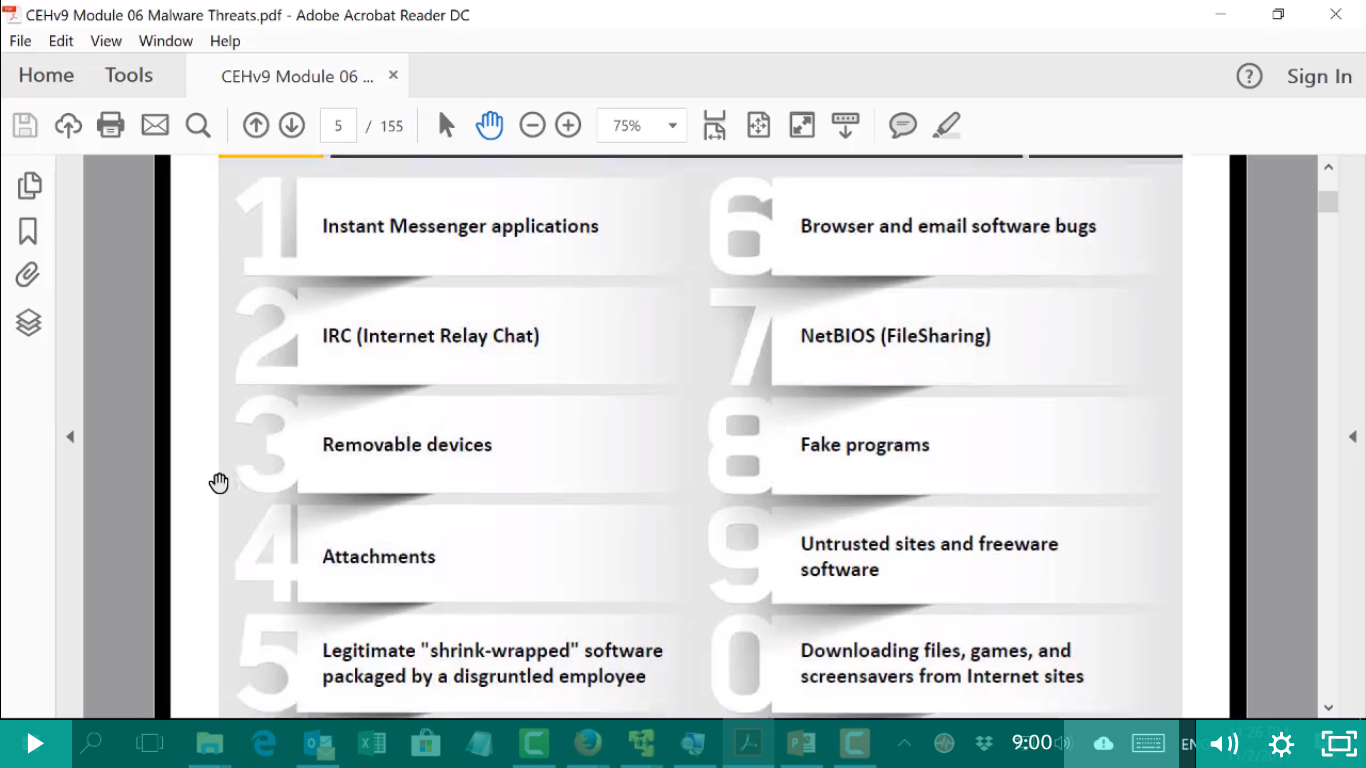 CEHv9 Module 06 Malware Threats.pdf - Adobe Acrobat Reader DC
File Edit View Window Help
Home Tools CEHv9 Module 06 ... × Sign In
5 / 155 75%
1 Instant Messenger applications
2 IRC (Internet Relay Chat)
3 Removable devices
4 Attachments
5 Legitimate "shrink-wrapped" software
packaged by a disgruntled employee
6 Browser and email software bugs
7 NetBIOS (FileSharing)
8 Fake programs
9 Untrusted sites and freeware
software
0 Downloading files, games, and
screensavers from Internet sites
9:00